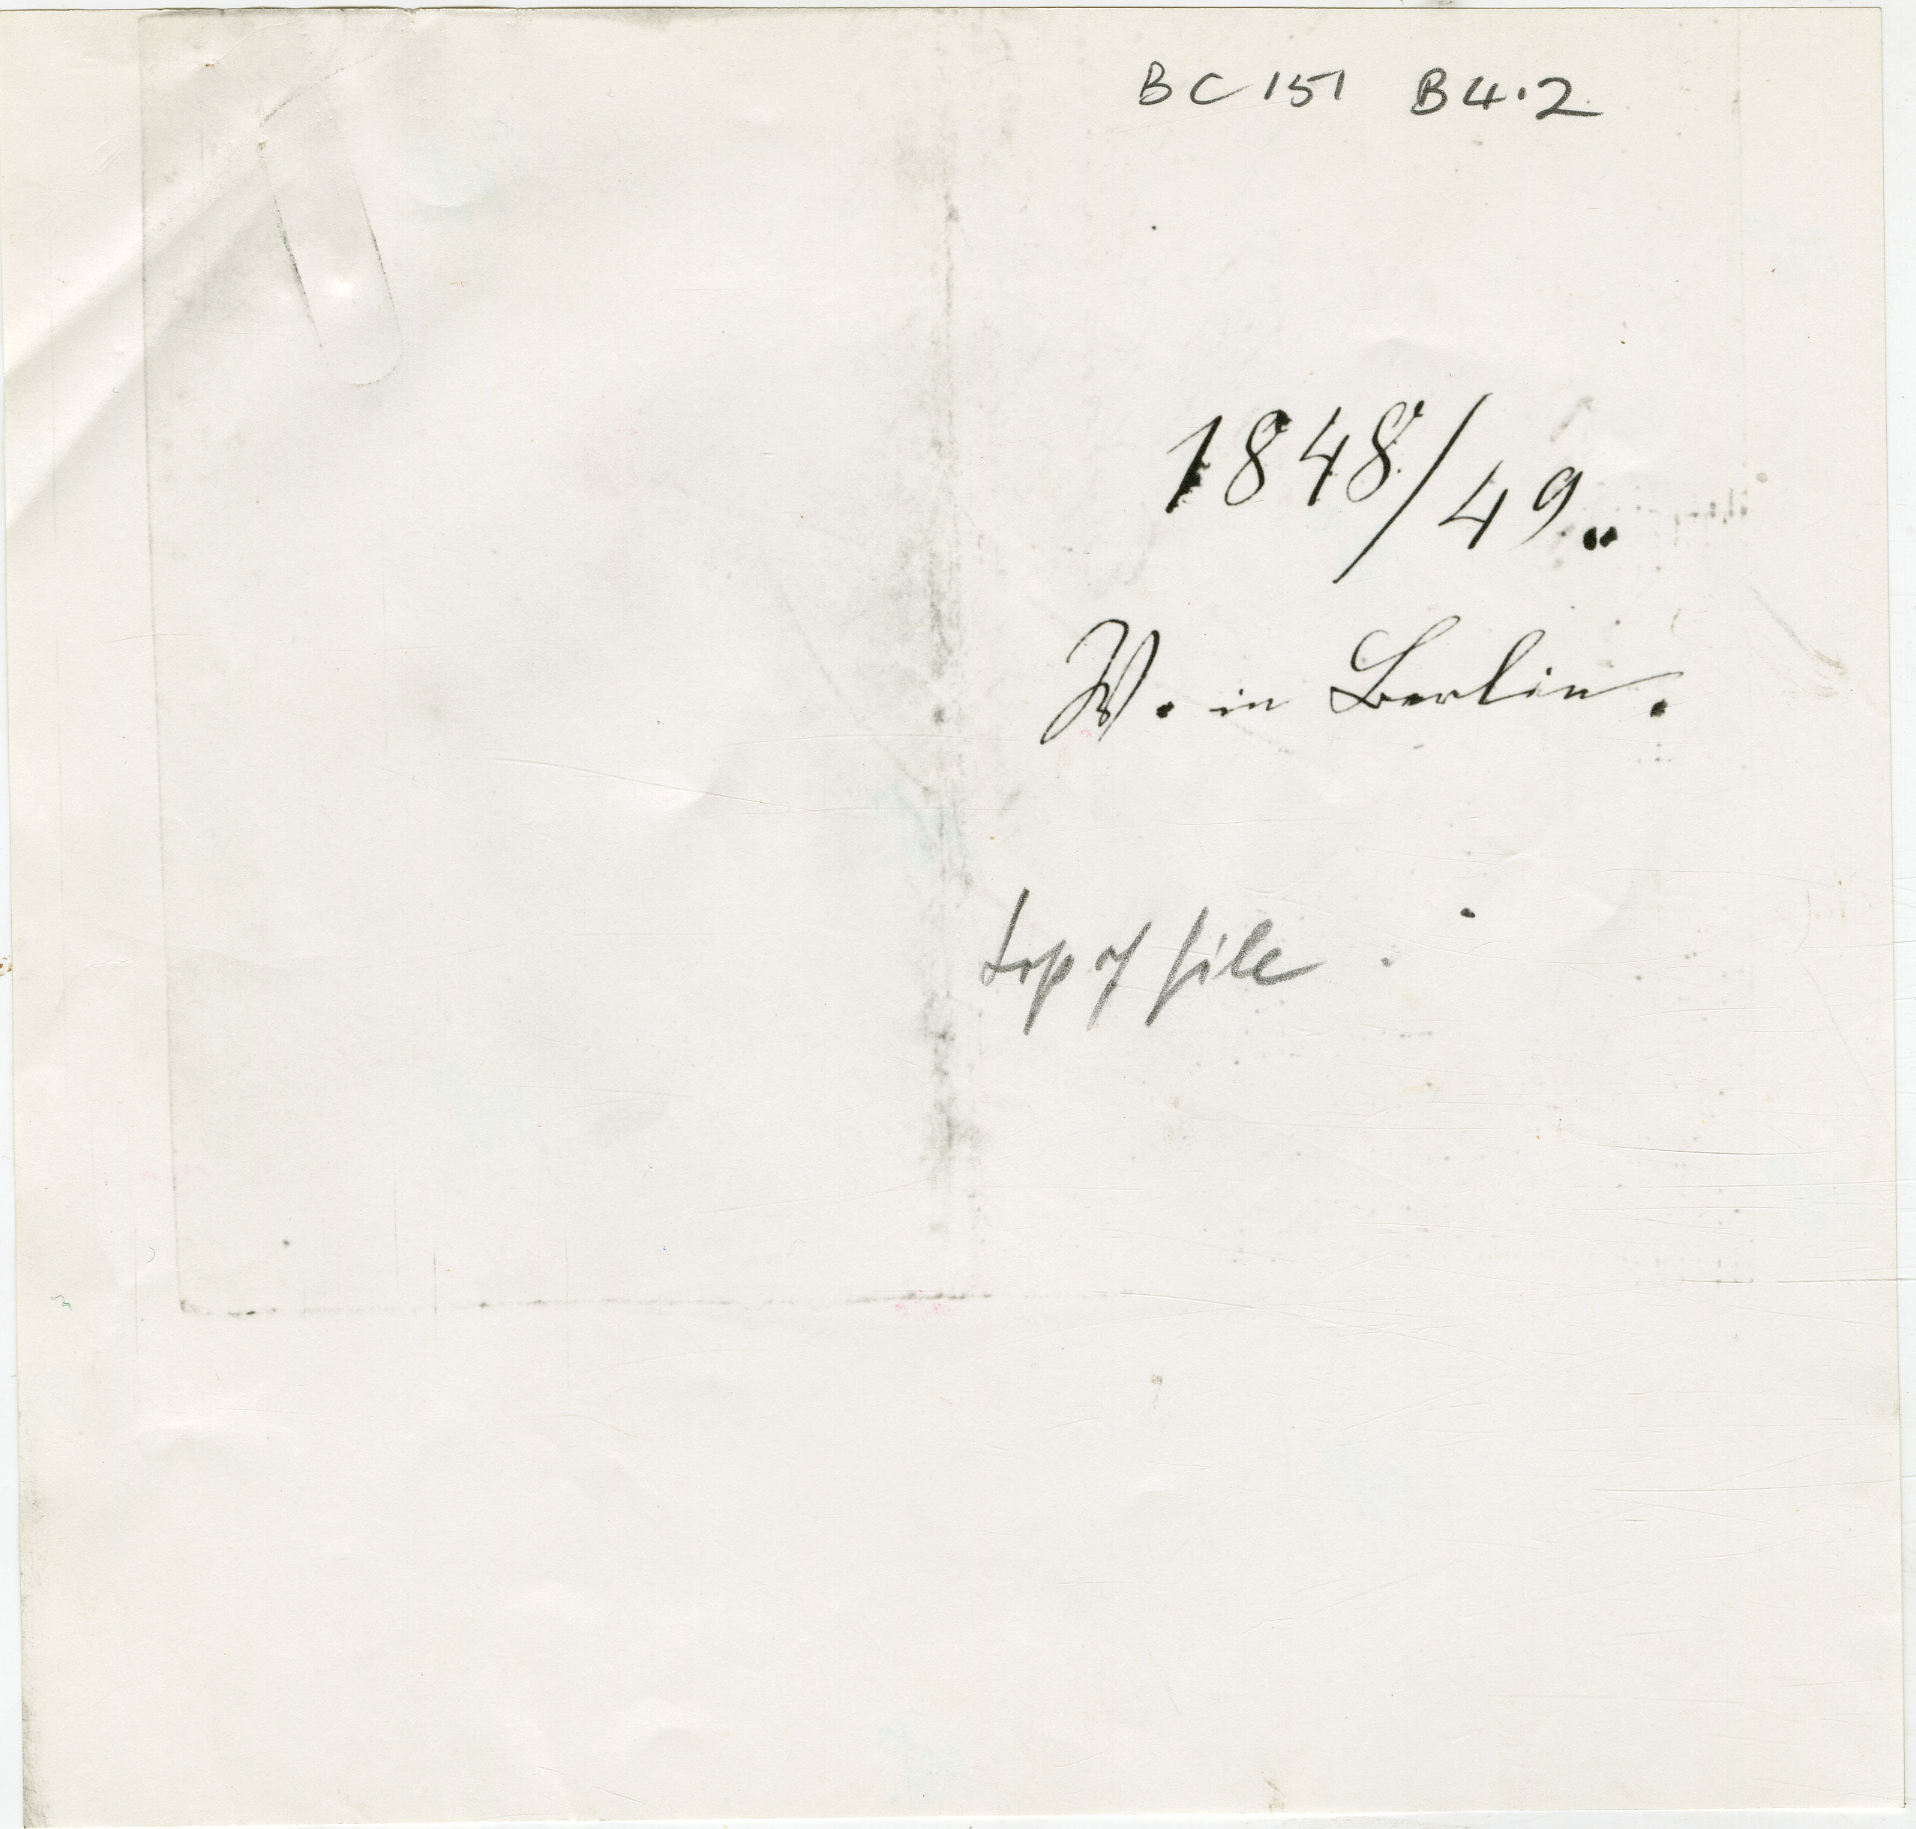 BC 151 B4.2
1848/49.
W. in Berlin.
top of file